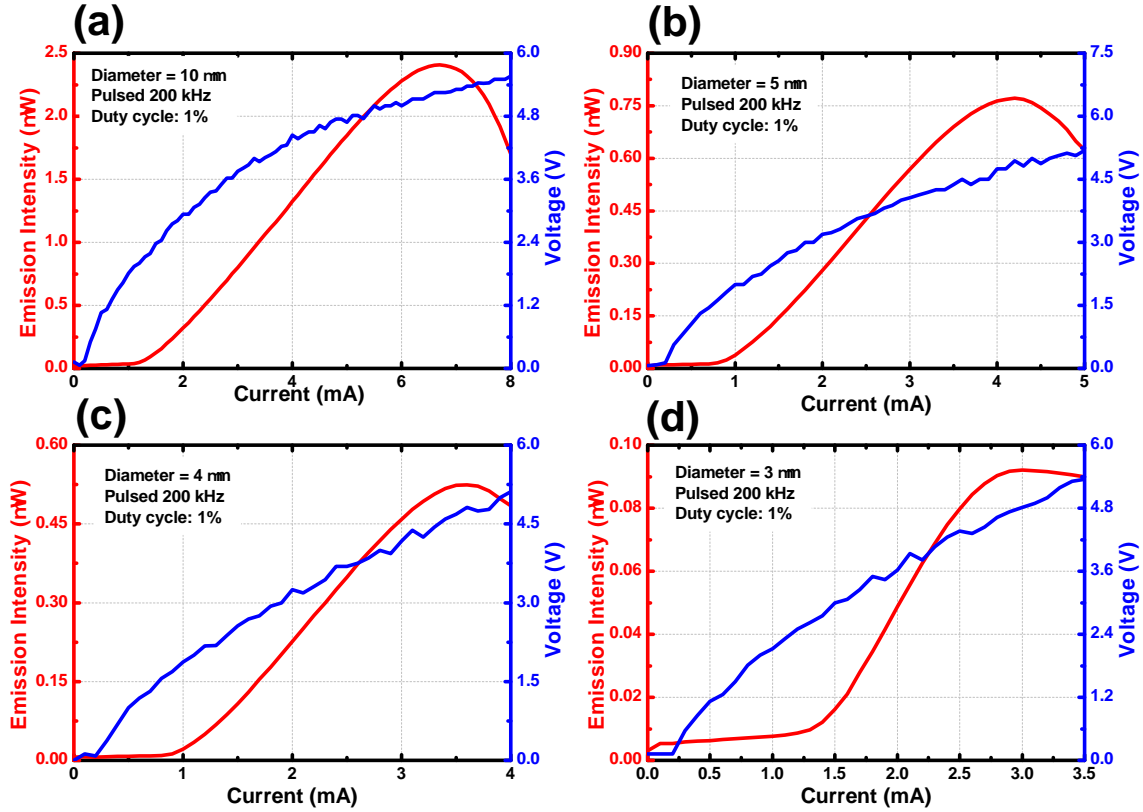 (a)
2.5
2.0
1.5
1.0
0.5
0.0
Emission Intensity (mW)
Diameter = 10 mm
Pulsed 200 kHz
Duty cycle: 1%
6.0
4.8
3.6
2.4
1.2
0.0
Voltage (V)
0 2 4 6 8
Current (mA)
(b)
0.90
0.75
0.60
0.45
0.30
0.15
0.00
Emission Intensity (mW)
Diameter = 5 mm
Pulsed 200 kHz
Duty cycle: 1%
7.5
6.0
4.5
3.0
1.5
0.0
Voltage (V)
0 1 2 3 4 5
Current (mA)
(c)
0.60
0.45
0.30
0.15
0.00
Emission Intensity (mW)
Diameter = 4 mm
Pulsed 200 kHz
Duty cycle: 1%
6.0
4.5
3.0
1.5
0.0
Voltage (V)
0 1 2 3 4
Current (mA)
(d)
0.10
0.08
0.06
0.04
0.02
0.00
Emission Intensity (mW)
Diameter = 3 mm
Pulsed 200 kHz
Duty cycle: 1%
6.0
4.8
3.6
2.4
1.2
0.0
Voltage (V)
0.0 0.5 1.0 1.5 2.0 2.5 3.0 3.5
Current (mA)